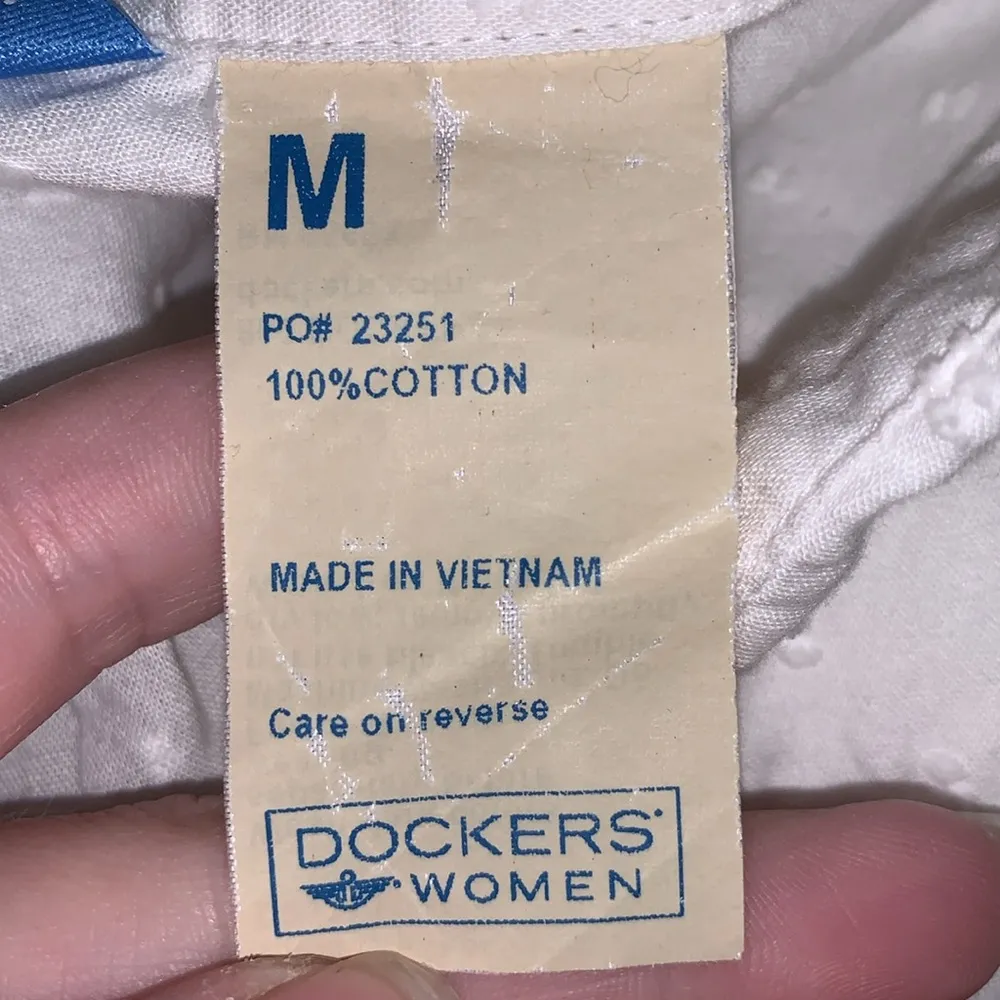 M
PO# 23251
100%COTTON
MADE IN VIETNAM
Care on reverse
DOCKERS®
WOMEN